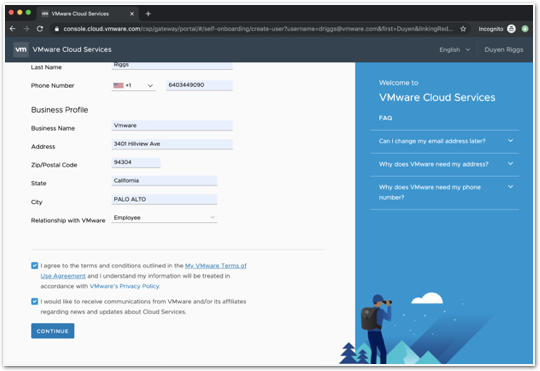 VMware Cloud Services
console.cloud.vmware.com/csp/gateway/portal/#/self-onboarding/create-user?username=driggs@vmware.com&first=Duyen&linkingRed...
Incognito
vm VMware Cloud Services
English
Duyen Riggs
Last Name
Riggs
Phone Number
+1
6403449090
Business Profile
Business Name
Vmware
Address
3401 Hillview Ave
Zip/Postal Code
94304
State
California
City
PALO ALTO
Relationship with VMware
Employee
I agree to the terms and conditions outlined in the My VMware Terms of
Use Agreement and I understand my information will be treated in
accordance with VMware's Privacy Policy.
I would like to receive communications from VMware and/or its affiliates
regarding news and updates about Cloud Services.
CONTINUE
Welcome to
VMware Cloud Services
FAQ
Can I change my email address later?
Why does VMware need my address?
Why does VMware need my phone
number?